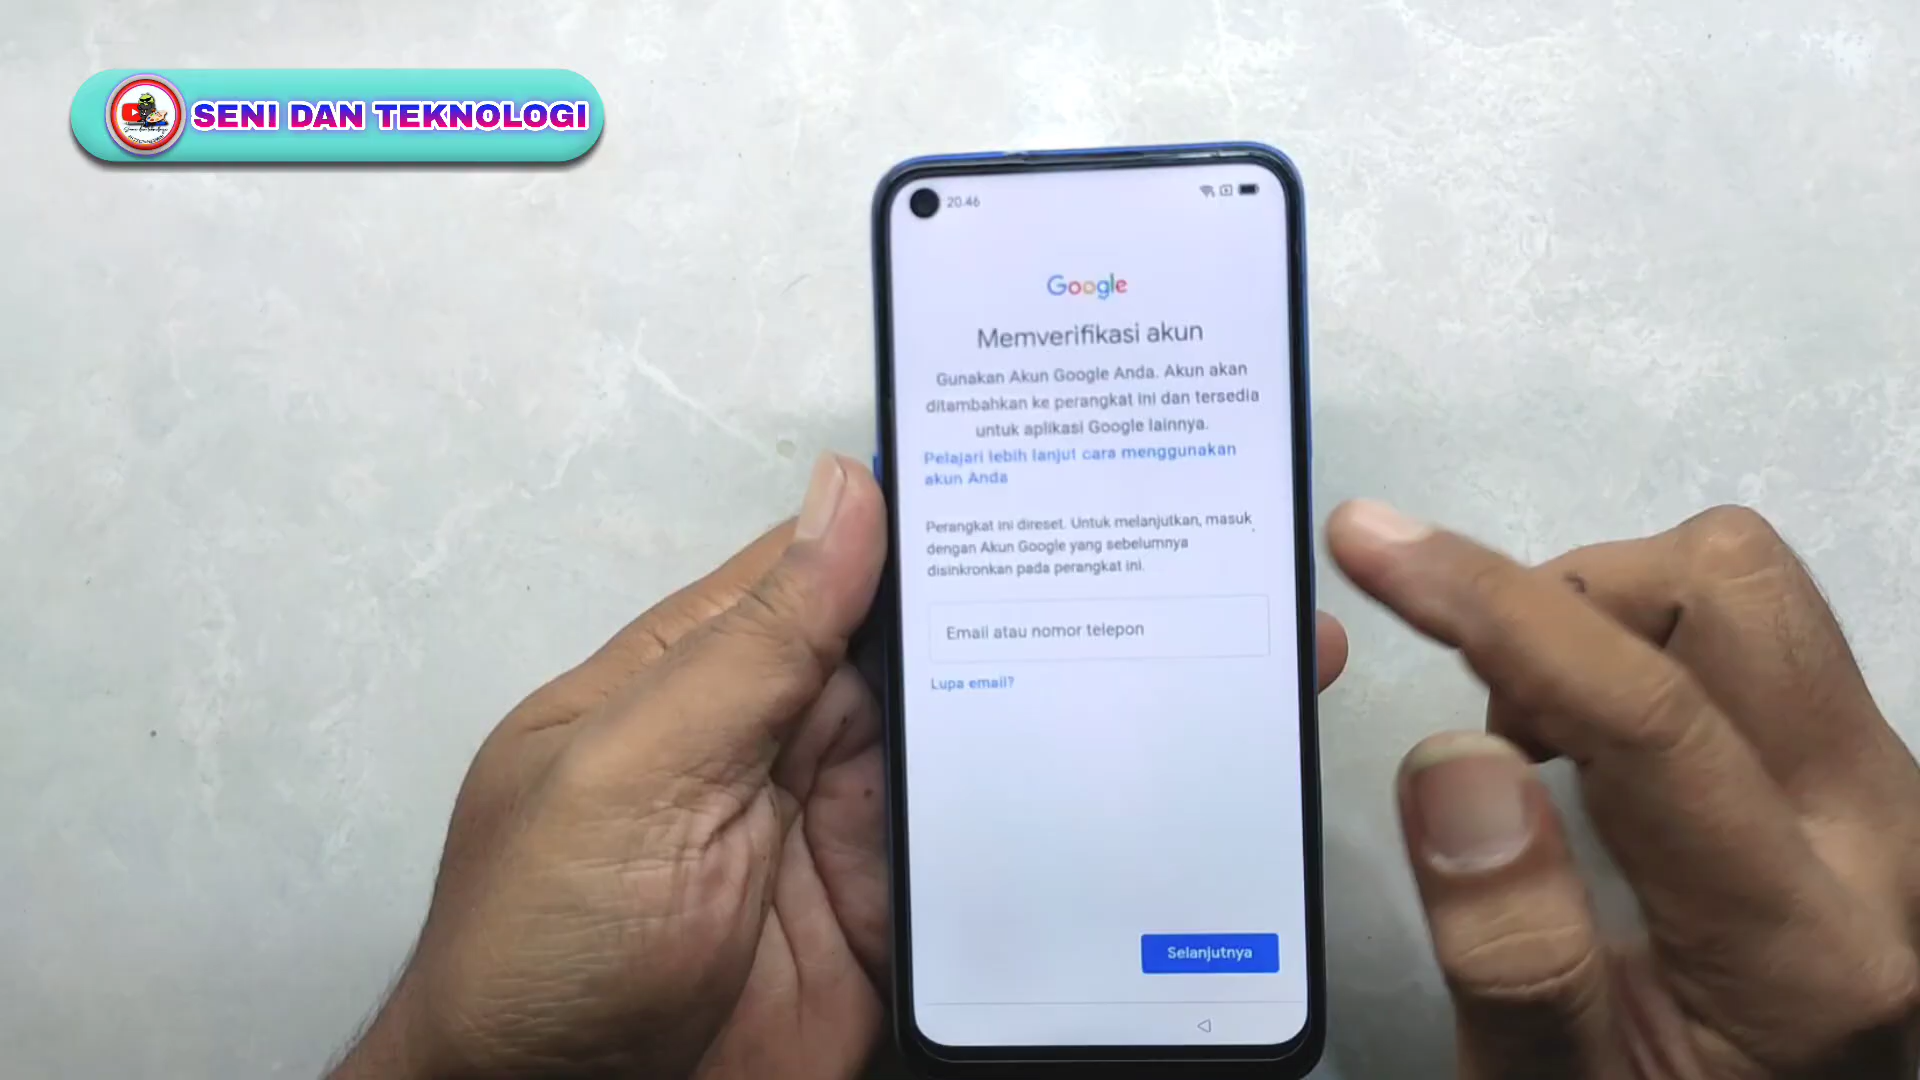 SENI DAN TEKNOLOGI
20.46
Google
Memverifikasi akun
Gunakan Akun Google Anda. Akun akan
ditambahkan ke perangkat ini dan tersedia
untuk aplikasi Google lainnya.
Pelajari lebih lanjut cara menggunakan
akun Anda
Perangkat ini direset. Untuk melanjutkan, masuk
dengan Akun Google yang sebelumnya
disinkronkan pada perangkat ini.
Email atau nomor telepon
Lupa email?
Selanjutnya